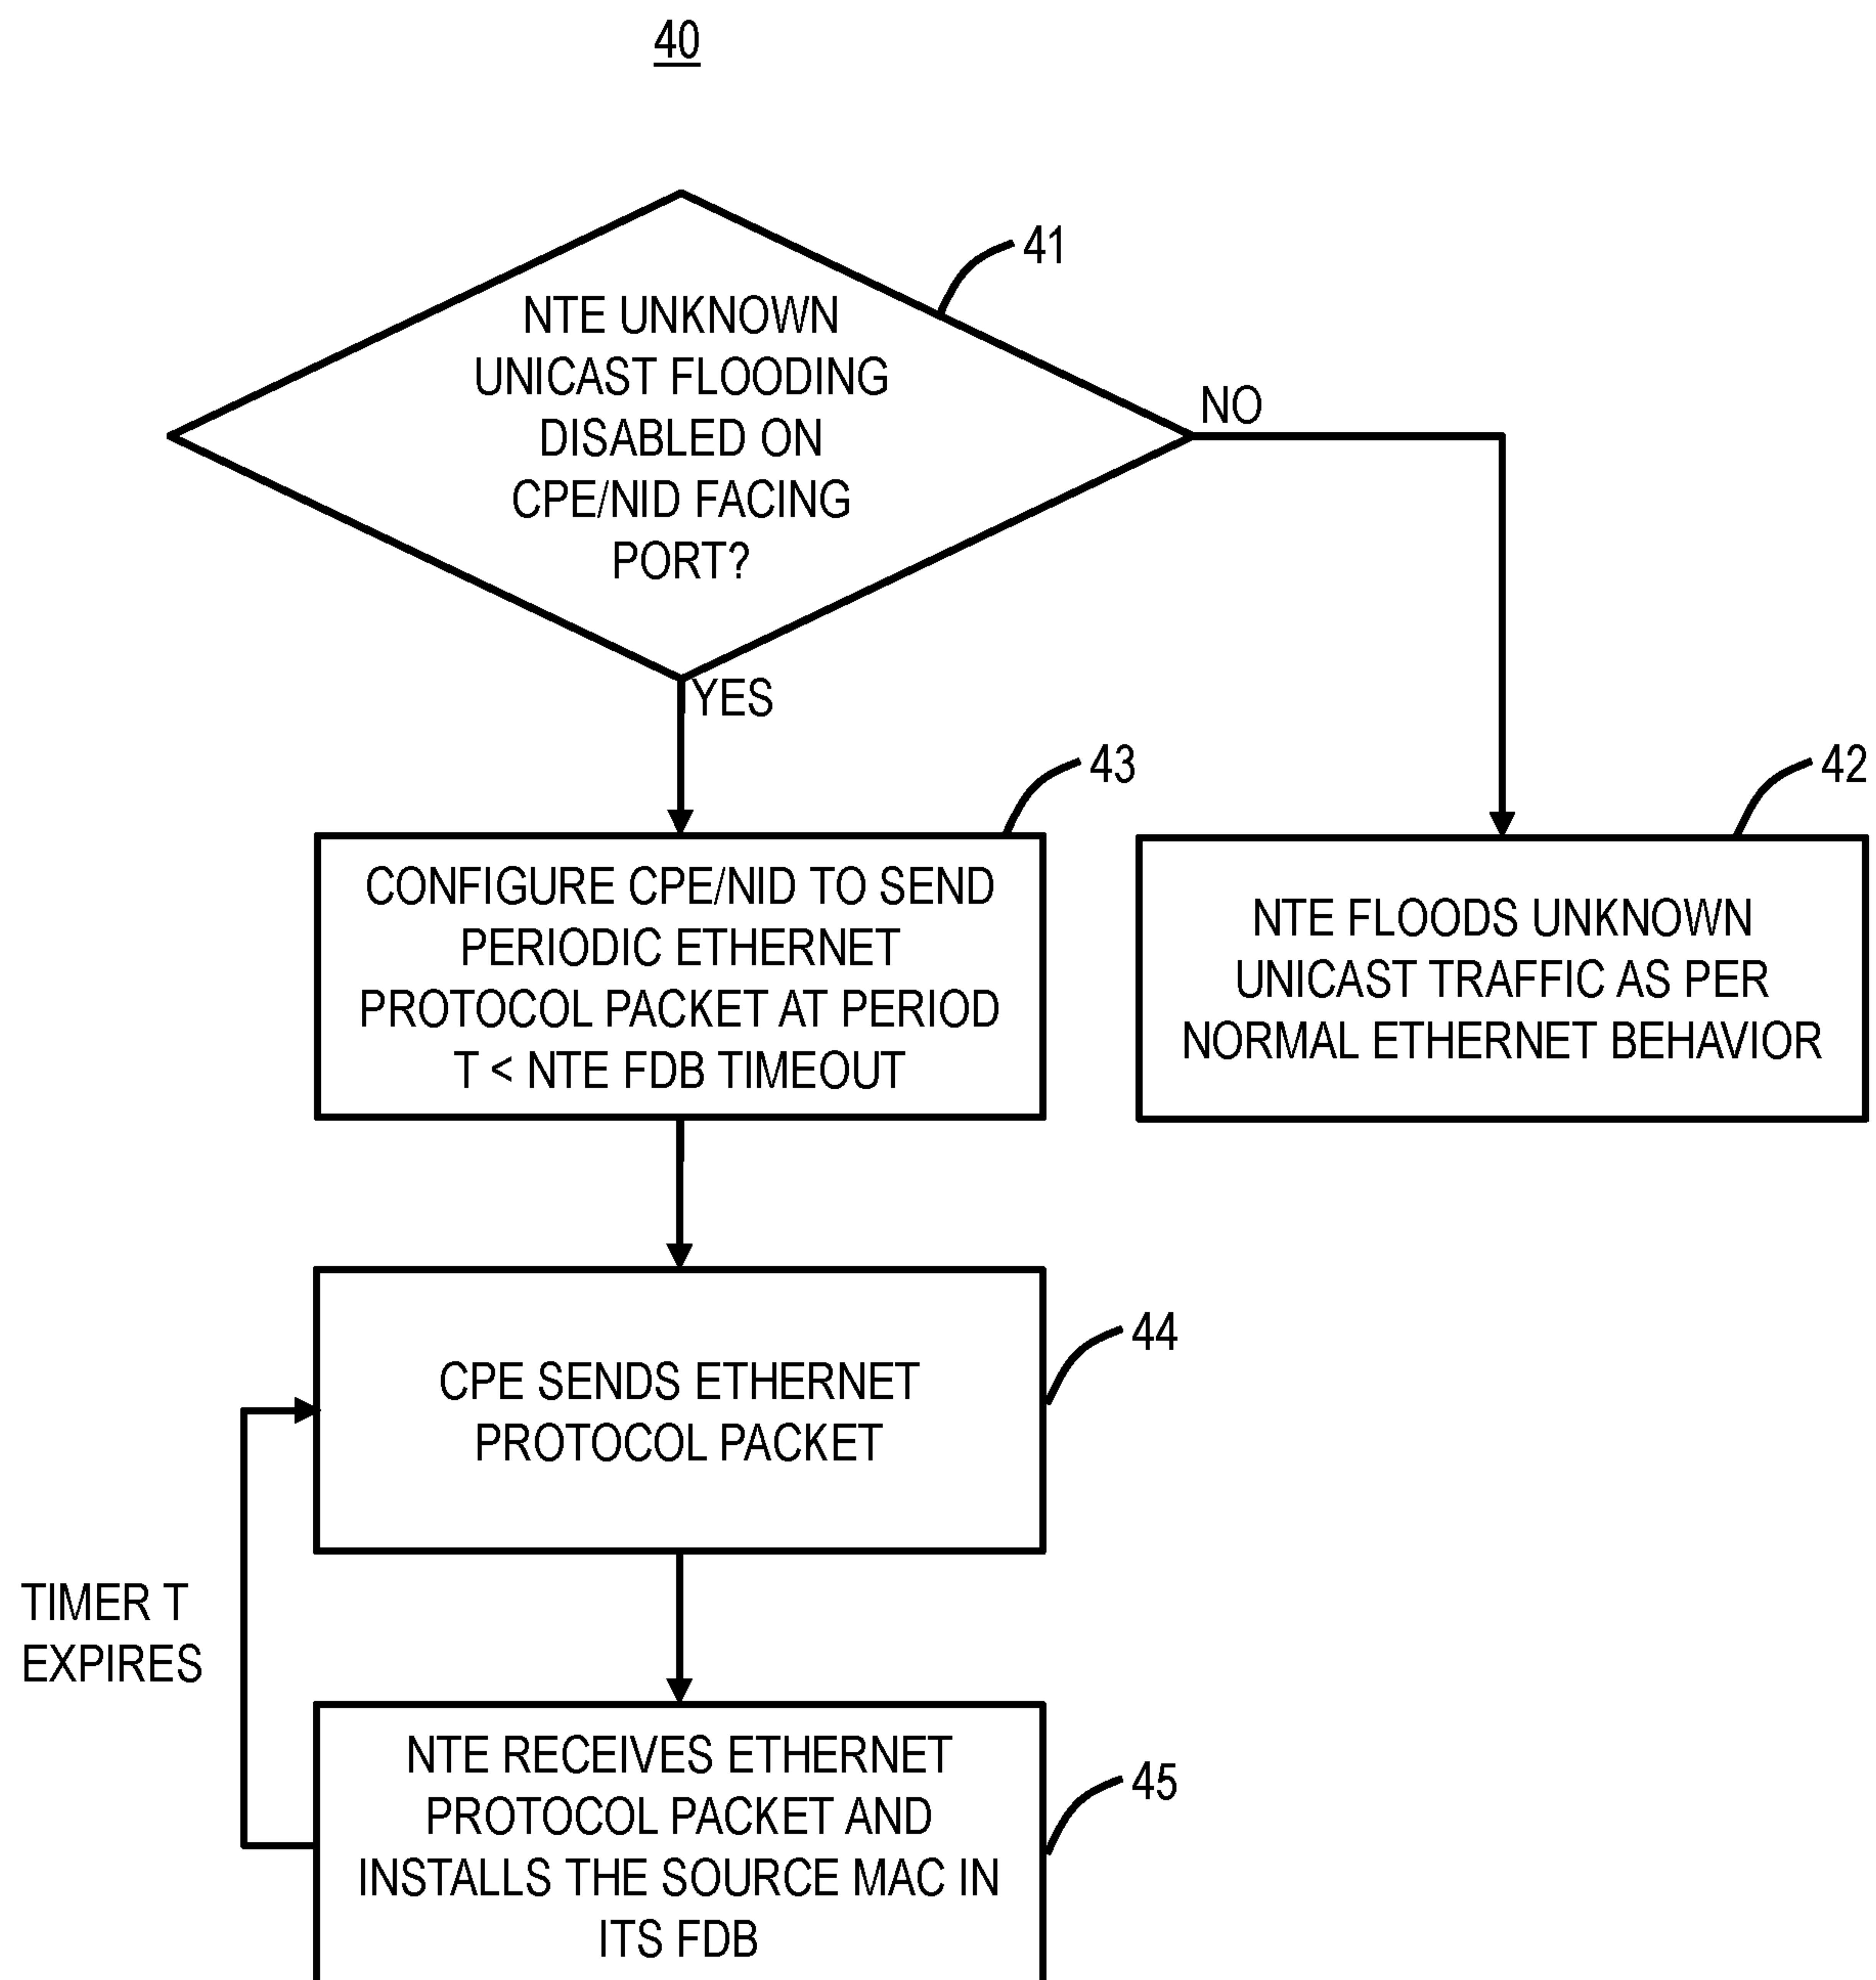 40
41
NTE UNKNOWN
UNICAST FLOODING
DISABLED ON
CPE/NID FACING
PORT?
NO
YES
43
42
CONFIGURE CPE/NID TO SEND
PERIODIC ETHERNET
PROTOCOL PACKET AT PERIOD
T < NTE FDB TIMEOUT
NTE FLOODS UNKNOWN
UNICAST TRAFFIC AS PER
NORMAL ETHERNET BEHAVIOR
44
CPE SENDS ETHERNET
PROTOCOL PACKET
TIMER T
EXPIRES
45
NTE RECEIVES ETHERNET
PROTOCOL PACKET AND
INSTALLS THE SOURCE MAC IN
ITS FDB